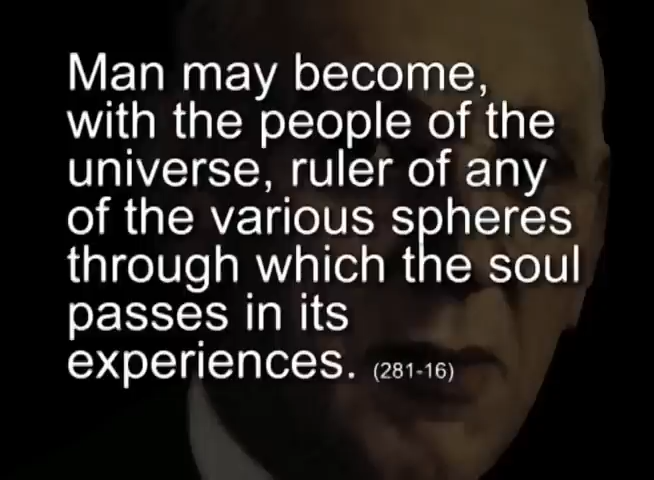 Man may become,
with the people of the
universe, ruler of any
of the various spheres
through which the soul
passes in its
experiences. (281-16)